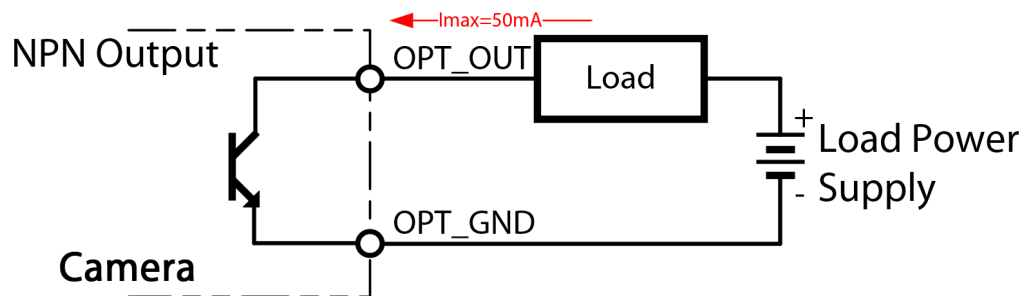 Imax=50mA
NPN Output
OPT_OUT
Load
+
Load Power
Supply
-
OPT_GND
Camera